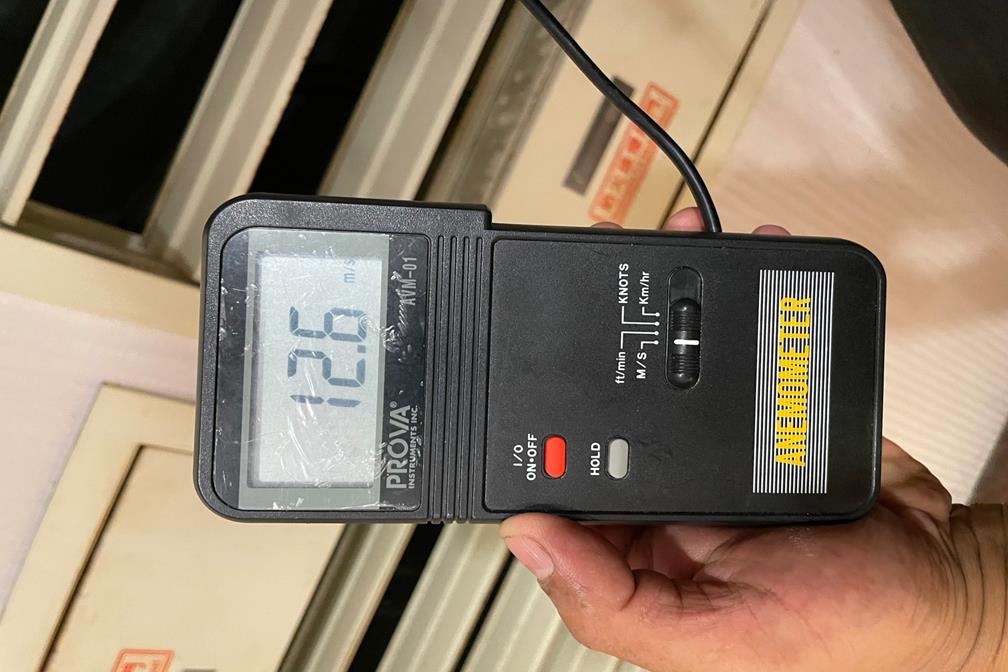 12.6 m/s
PROVA® AVM-01
INSTRUMENTS INC.
I/O
ON•OFF
HOLD
ft/min KNOTS
M/S Km/hr
ANEMOMETER